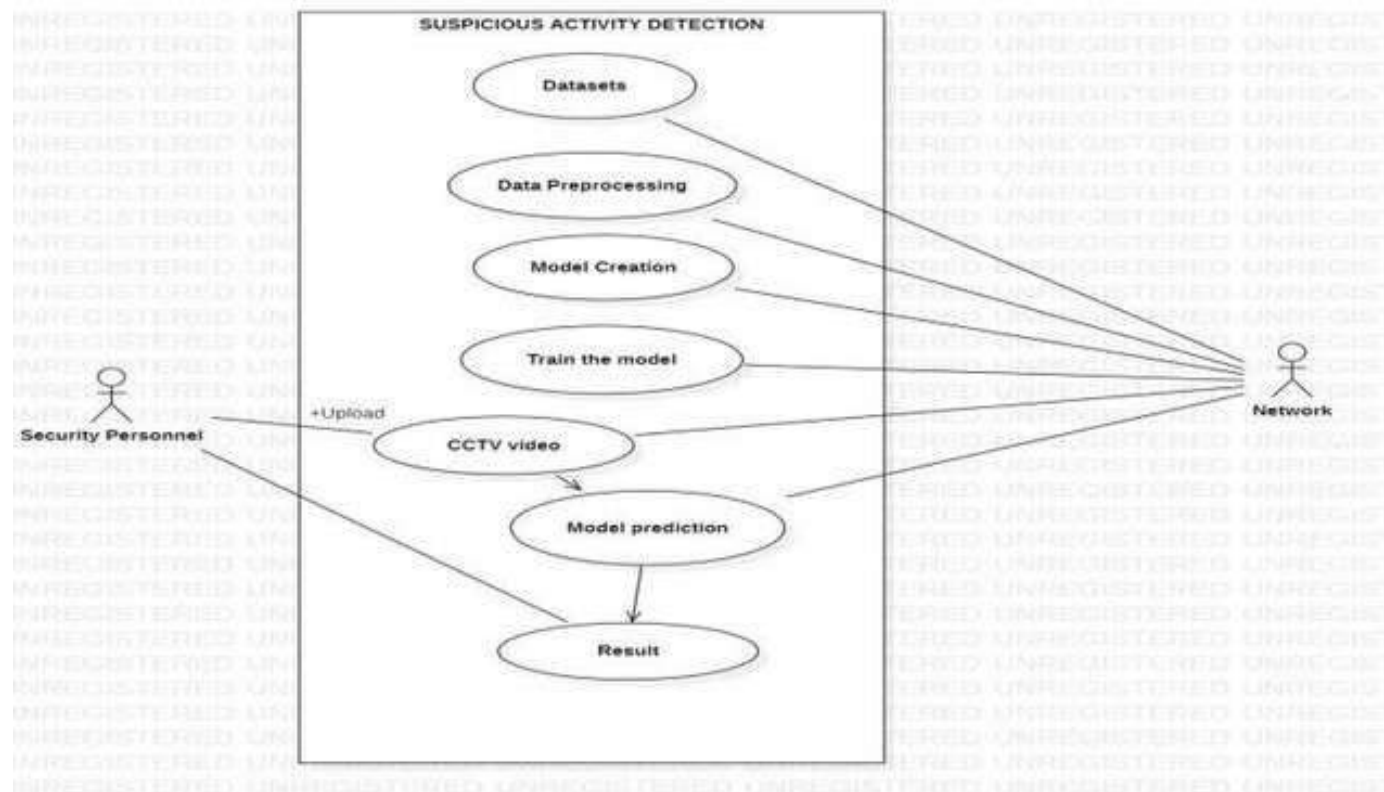 SUSPICIOUS ACTIVITY DETECTION
Datasets
Data Preprocessing
Model Creation
Train the model
+Upload
Security Personnel
CCTV video
Network
Model prediction
Result